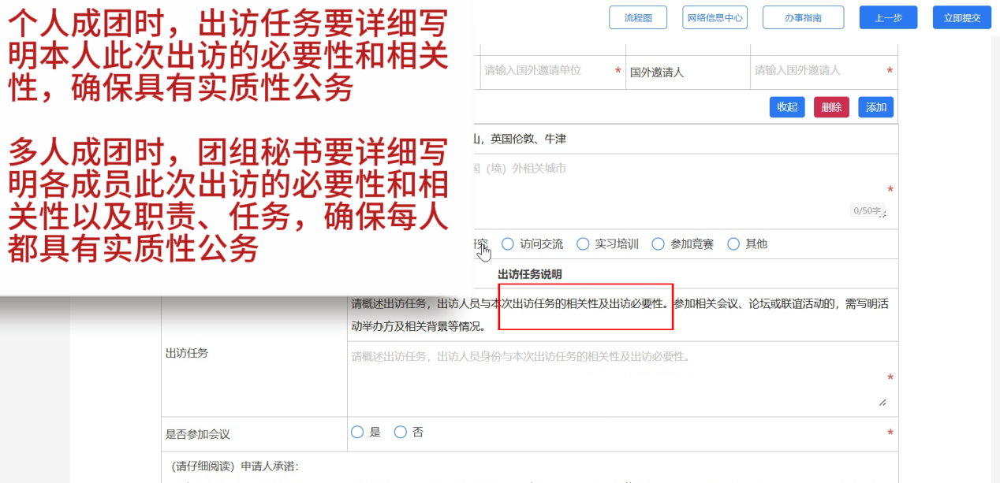 个人成团时，出访任务要详细写
明本人此次出访的必要性和相关
性，确保具有实质性公务
多人成团时，团组秘书要详细写
明各成员此次出访的必要性和相
关性以及职责、任务，确保每人
都具有实质性公务
流程图 网络信息中心 办事指南 上一步 立即提交
请输入国外邀请单位 * 国外邀请人 请输入国外邀请人 *
收起 删除 添加
山，英国伦敦、牛津
国（境）外相关城市
*
0/50字
研究 访问交流 实习培训 参加竞赛 其他
出访任务说明
请概述出访任务，出访人员与本次出访任务的相关性及出访必要性。参加相关会议、论坛或联谊活动的，需写明活
动举办方及相关背景等情况。
出访任务
请概述出访任务，出访人员身份与本次出访任务的相关性及出访必要性。
*
是否参加会议 是 否 *
（请仔细阅读）申请人承诺：